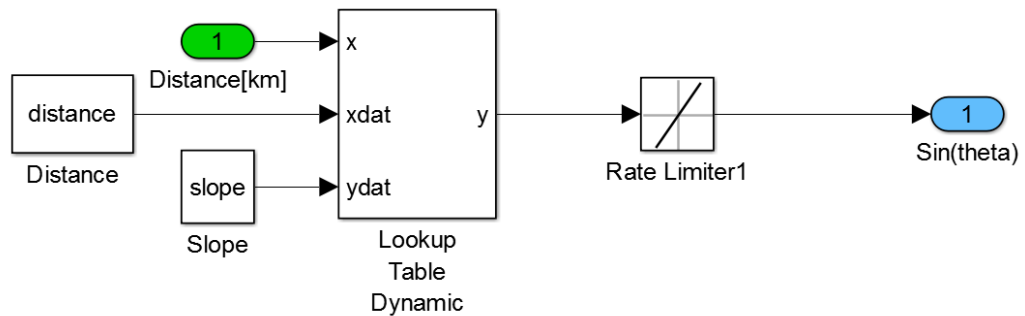 1
Distance[km]
distance
Distance
slope
Slope
x
xdat
ydat
y
Lookup
Table
Dynamic
Rate Limiter1
1
Sin(theta)